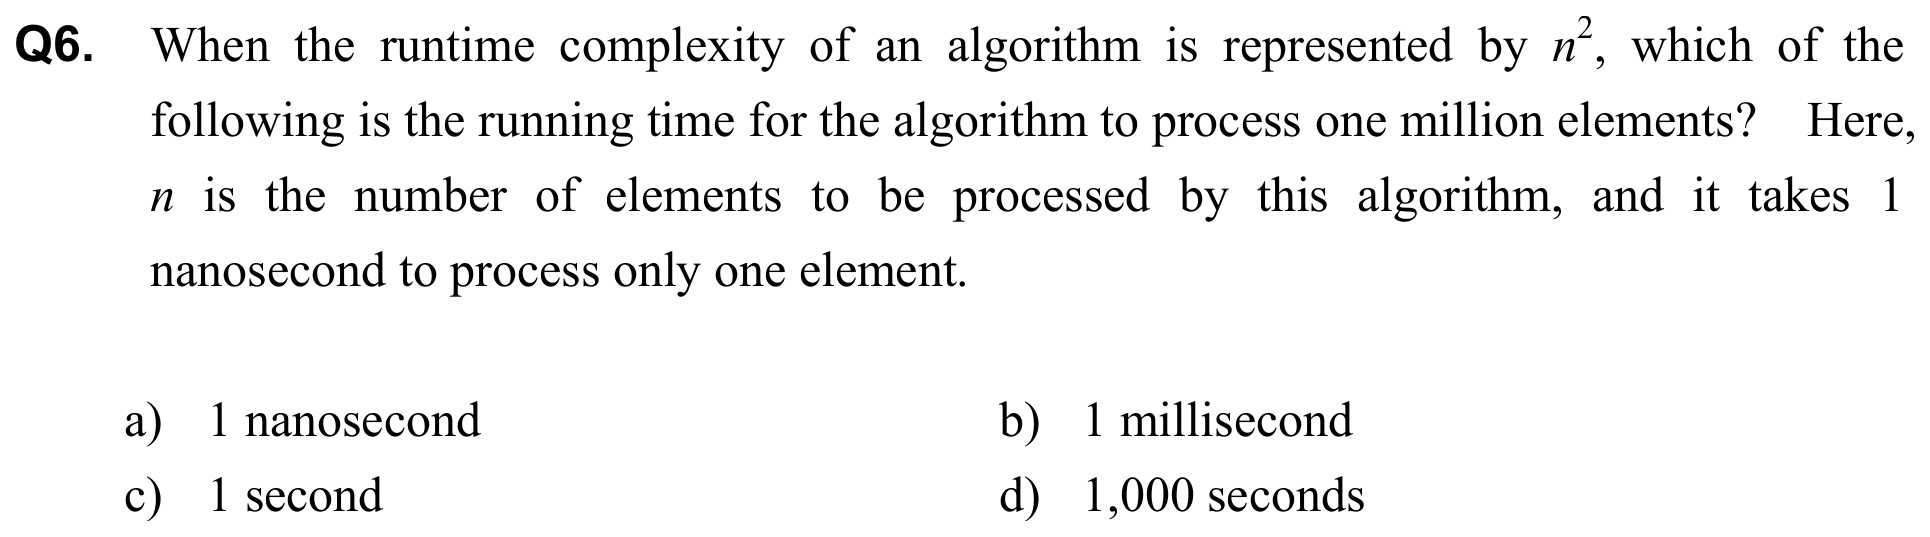 Q6. When the runtime complexity of an algorithm is represented by n², which of the
following is the running time for the algorithm to process one million elements? Here,
n is the number of elements to be processed by this algorithm, and it takes 1
nanosecond to process only one element.
a) 1 nanosecond b) 1 millisecond
c) 1 second d) 1,000 seconds